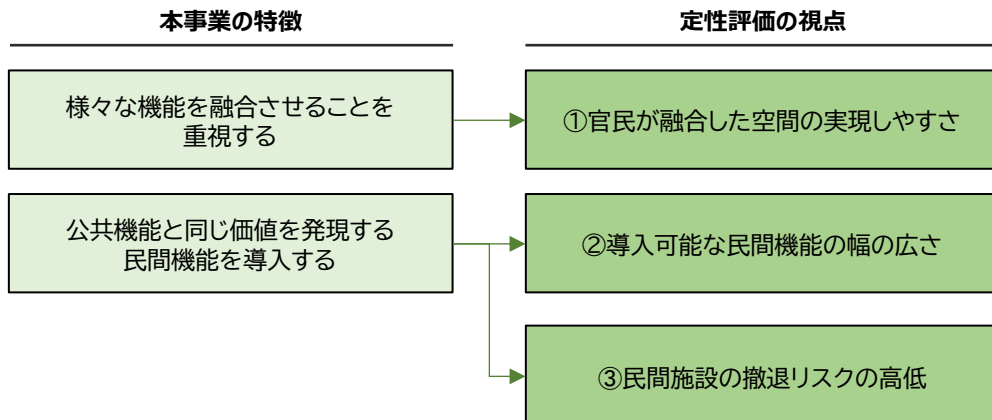 本事業の特徴
定性評価の視点
様々な機能を融合させることを
重視する
①官民が融合した空間の実現しやすさ
公共機能と同じ価値を発現する
民間機能を導入する
②導入可能な民間機能の幅の広さ
③民間施設の撤退リスクの高低